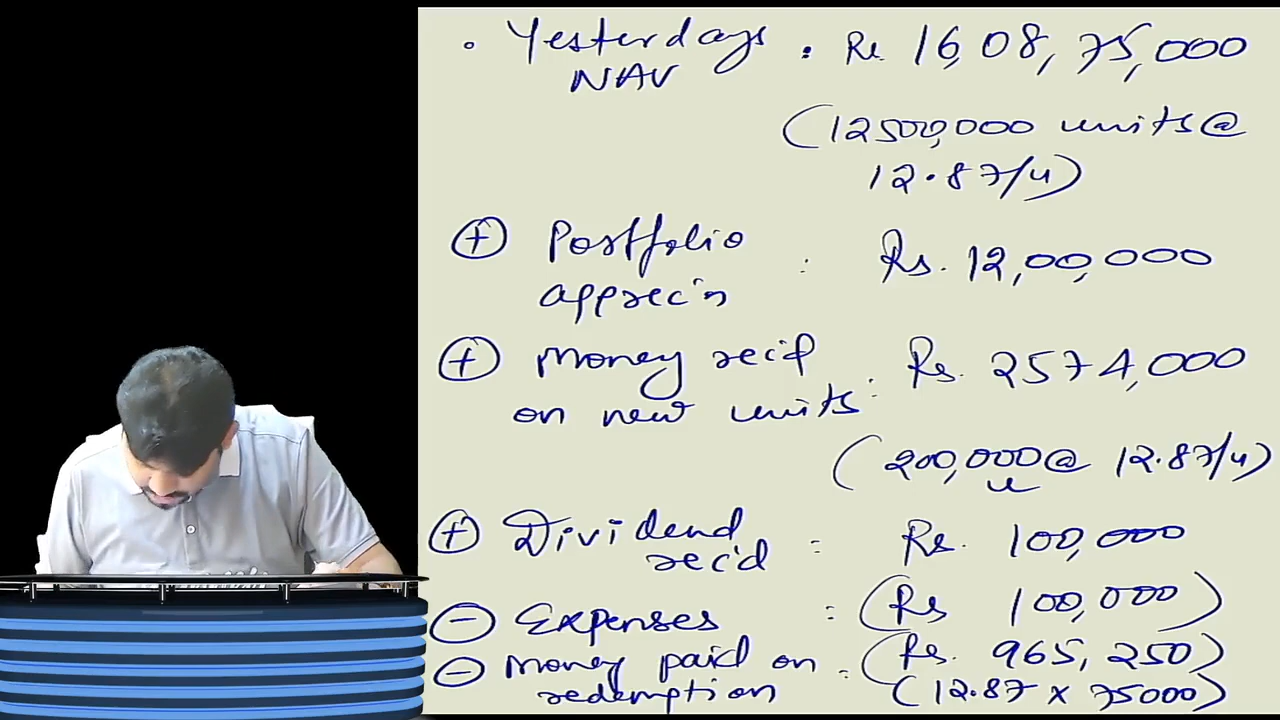 . Yesterdays : Rs. 16,08,75,000
NAV
(12500,000 units @
12.87/u)
(+) Portfolio : Rs. 12,00,000
apprec'n
(+) Money rec'd : Rs. 2574,000
on new units
(200,000 @ 12.87/u)
u
(+) Dividend : Rs. 100,000
rec'd
(-) Expenses : (Rs 100,000)
(-) Money paid on : (Rs. 965,250)
redemption (12.87 x 75000)